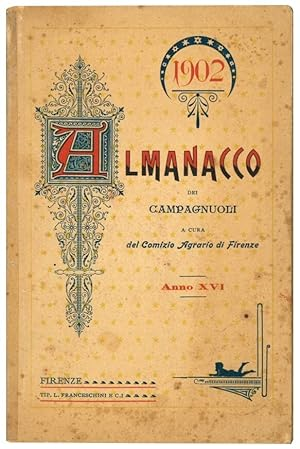 1902
ALMANACCO
DEI
CAMPAGNUOLI
A CURA
del Comizio Agrario di Firenze
Anno XVI
FIRENZE
TIP. L. FRANCESCHINI E C.I